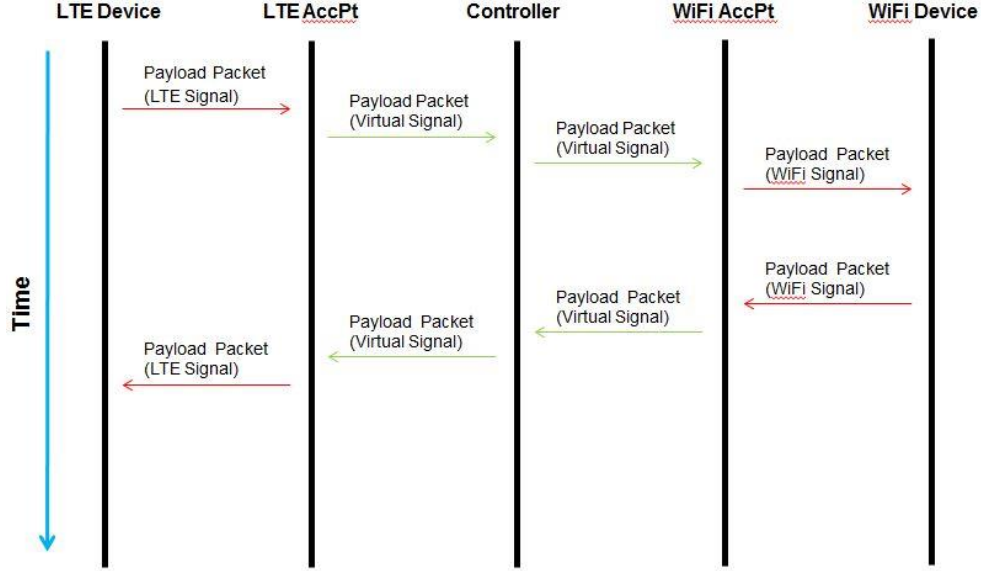 LTE Device
LTE AccPt
Controller
WiFi AccPt
WiFi Device
Payload Packet
(LTE Signal)
Payload Packet
(Virtual Signal)
Payload Packet
(Virtual Signal)
Payload Packet
(WiFi Signal)
Payload Packet
(WiFi Signal)
Payload Packet
(Virtual Signal)
Payload Packet
(Virtual Signal)
Payload Packet
(LTE Signal)
Time